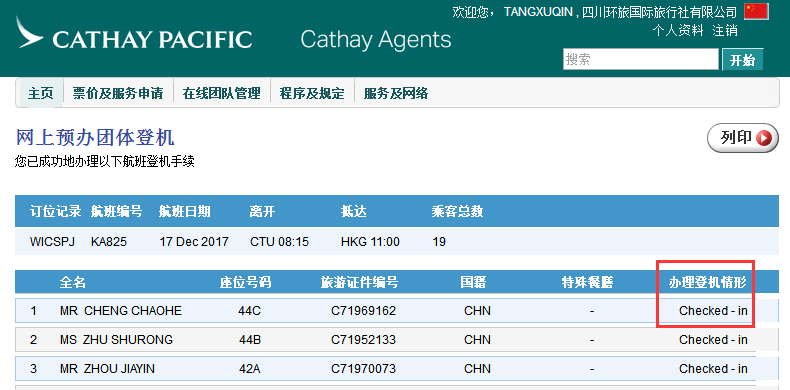 欢迎您， TANGXUQIN , 四川环旅国际旅行社有限公司
个人资料 注销
CATHAY PACIFIC
Cathay Agents
搜索 开始
主页 票价及服务申请 在线团队管理 程序及规定 服务及网络
网上预办团体登机
列印
您已成功地办理以下航班登机手续
订位记录 航班编号 航班日期 离开 抵达 乘客总数
WICSPJ KA825 17 Dec 2017 CTU 08:15 HKG 11:00 19
全名 座位号码 旅游证件编号 国籍 特殊餐膳 办理登机情形
1 MR CHENG CHAOHE 44C C71969162 CHN - Checked - in
2 MS ZHU SHURONG 44B C71952133 CHN - Checked - in
3 MR ZHOU JIAYIN 42A C71970073 CHN - Checked - in